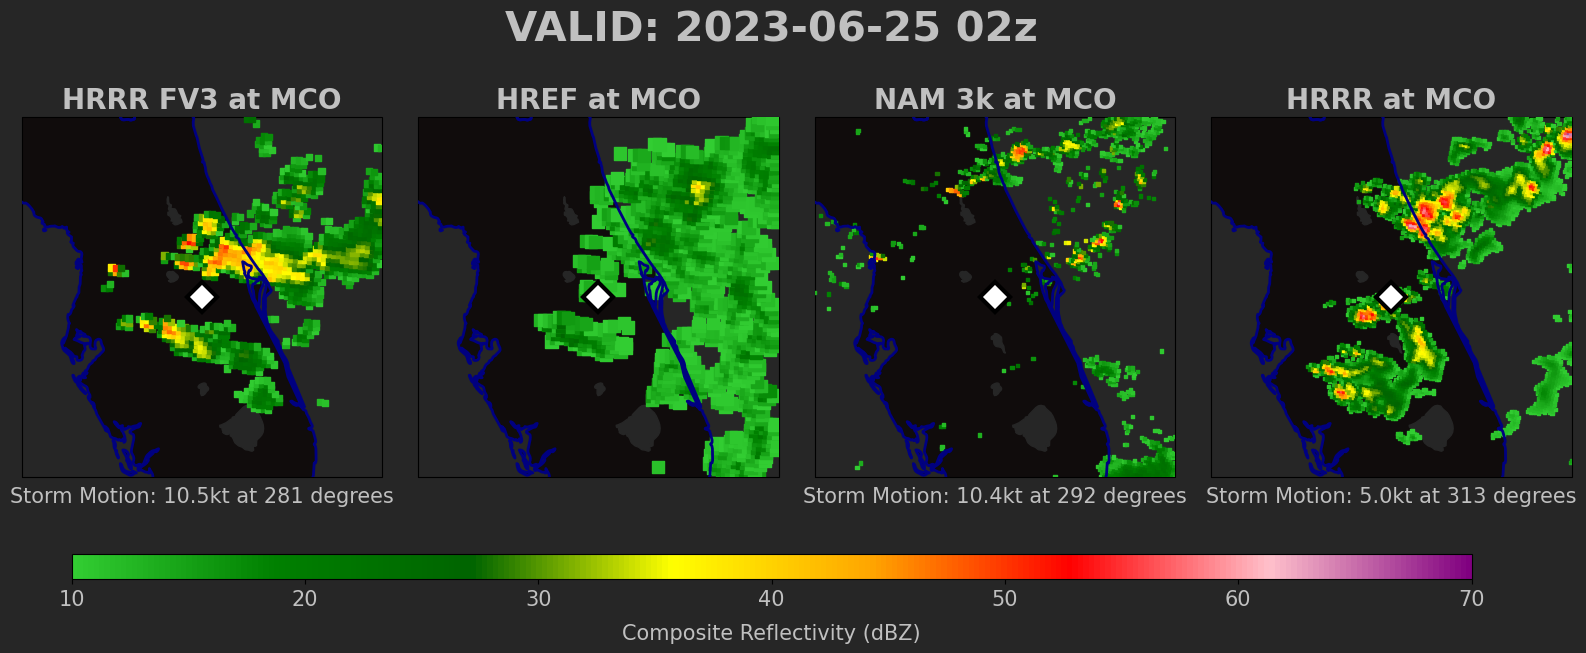 VALID: 2023-06-25 02z
HRRR FV3 at MCO
HREF at MCO
NAM 3k at MCO
HRRR at MCO
Storm Motion: 10.5kt at 281 degrees
Storm Motion: 10.4kt at 292 degrees
Storm Motion: 5.0kt at 313 degrees
10 20 30 40 50 60 70
Composite Reflectivity (dBZ)